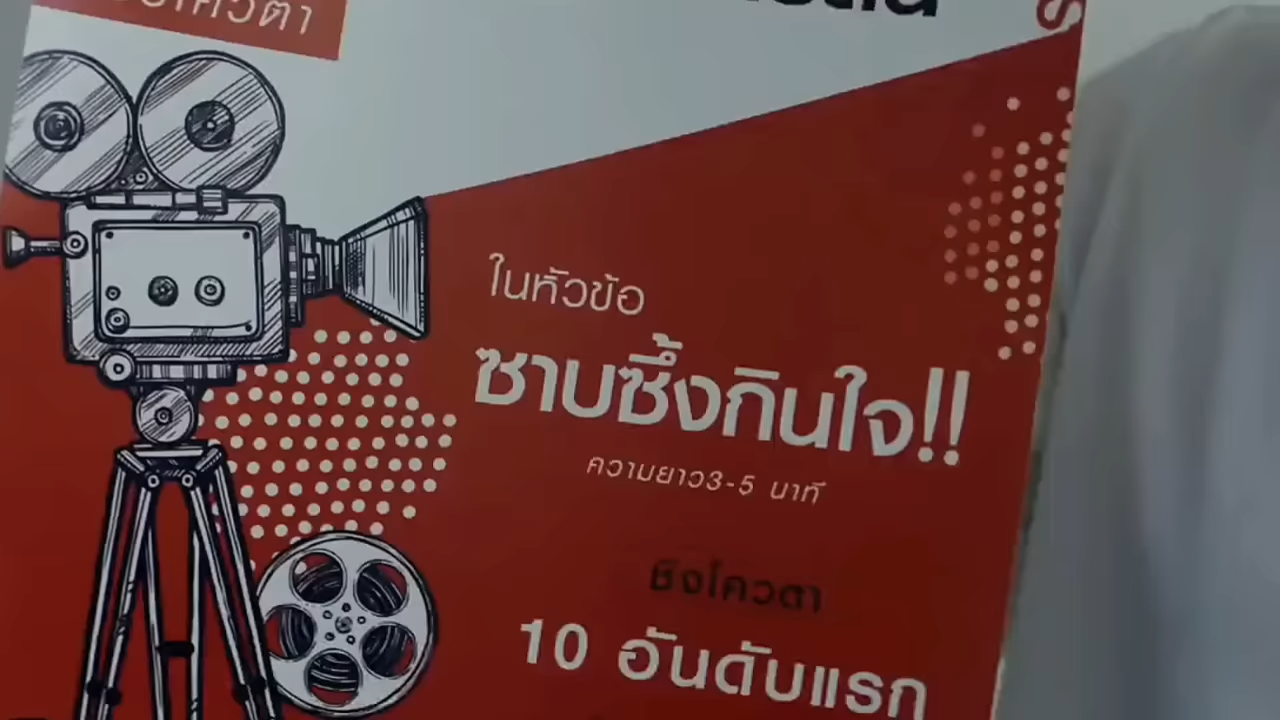 ในหัวข้อ
ซาบซึ้งกินใจ!!
ความยาว3-5 นาที
ชิงโควตา
10 อันดับแรก